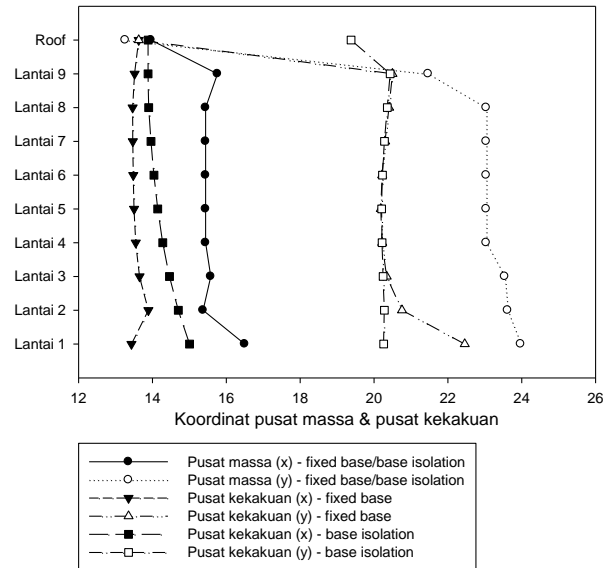 Roof
Lantai 9
Lantai 8
Lantai 7
Lantai 6
Lantai 5
Lantai 4
Lantai 3
Lantai 2
Lantai 1
12 14 16 18 20 22 24 26
Koordinat pusat massa & pusat kekakuan
Pusat massa (x) - fixed base/base isolation
Pusat massa (y) - fixed base/base isolation
Pusat kekakuan (x) - fixed base
Pusat kekakuan (y) - fixed base
Pusat kekakuan (x) - base isolation
Pusat kekakuan (y) - base isolation